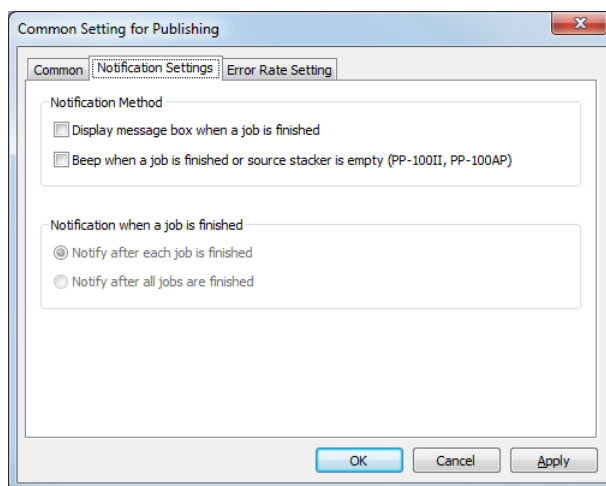 Common Setting for Publishing
Common Notification Settings Error Rate Setting
Notification Method
Display message box when a job is finished
Beep when a job is finished or source stacker is empty (PP-100II, PP-100AP)
Notification when a job is finished
Notify after each job is finished
Notify after all jobs are finished
OK Cancel Apply